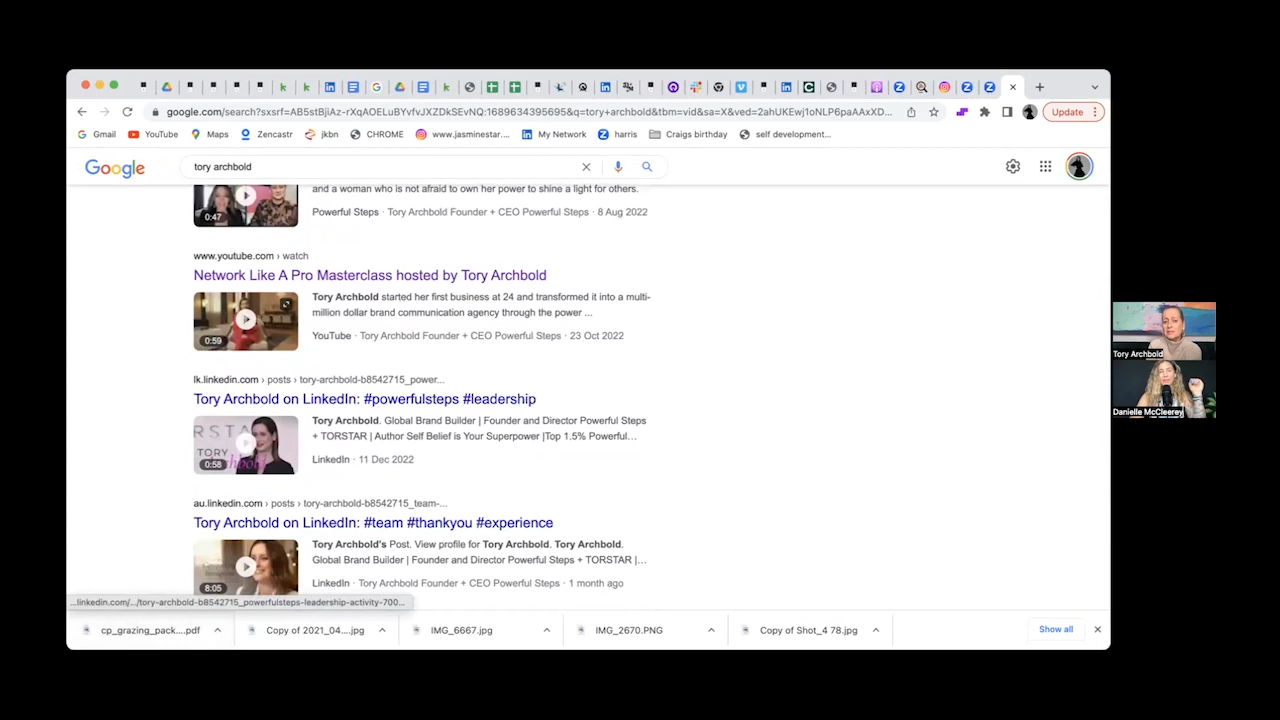 google.com/search?sxsrf=AB5stBjiAz-rXqAOELuBYvfvJXZDkSEvNQ:1689634395695&q=tory+archbold&tbm=vid&sa=X&ved=2ahUKEwj1oNLP6paAAxXD...
Update
Gmail
YouTube
Maps
Zencastr
jkbn
CHROME
www.jasminestar....
My Network
harris
Craigs birthday
self development...
Google
tory archbold
and a woman who is not afraid to own her power to shine a light for others.
0:47
Powerful Steps · Tory Archbold Founder + CEO Powerful Steps · 8 Aug 2022
www.youtube.com › watch
Network Like A Pro Masterclass hosted by Tory Archbold
Tory Archbold started her first business at 24 and transformed it into a multi-
million dollar brand communication agency through the power ...
0:59
YouTube · Tory Archbold Founder + CEO Powerful Steps · 23 Oct 2022
lk.linkedin.com › posts › tory-archbold-b8542715_power...
Tory Archbold on LinkedIn: #powerfulsteps #leadership
Tory Archbold. Global Brand Builder | Founder and Director Powerful Steps
+ TORSTAR | Author Self Belief is Your Superpower |Top 1.5% Powerful...
RSTA
TORY
Archbold
0:58
LinkedIn · 11 Dec 2022
au.linkedin.com › posts › tory-archbold-b8542715_team-...
Tory Archbold on LinkedIn: #team #thankyou #experience
Tory Archbold's Post. View profile for Tory Archbold. Tory Archbold.
Global Brand Builder | Founder and Director Powerful Steps + TORSTAR |...
8:05
LinkedIn · Tory Archbold Founder + CEO Powerful Steps · 1 month ago
...linkedin.com/.../tory-archbold-b8542715_powerfulsteps-leadership-activity-700...
cp_grazing_pack....pdf
Copy of 2021_04....jpg
IMG_6667.jpg
IMG_2670.PNG
Copy of Shot_4 78.jpg
Show all
Tory Archbold
Danielle McCleerey